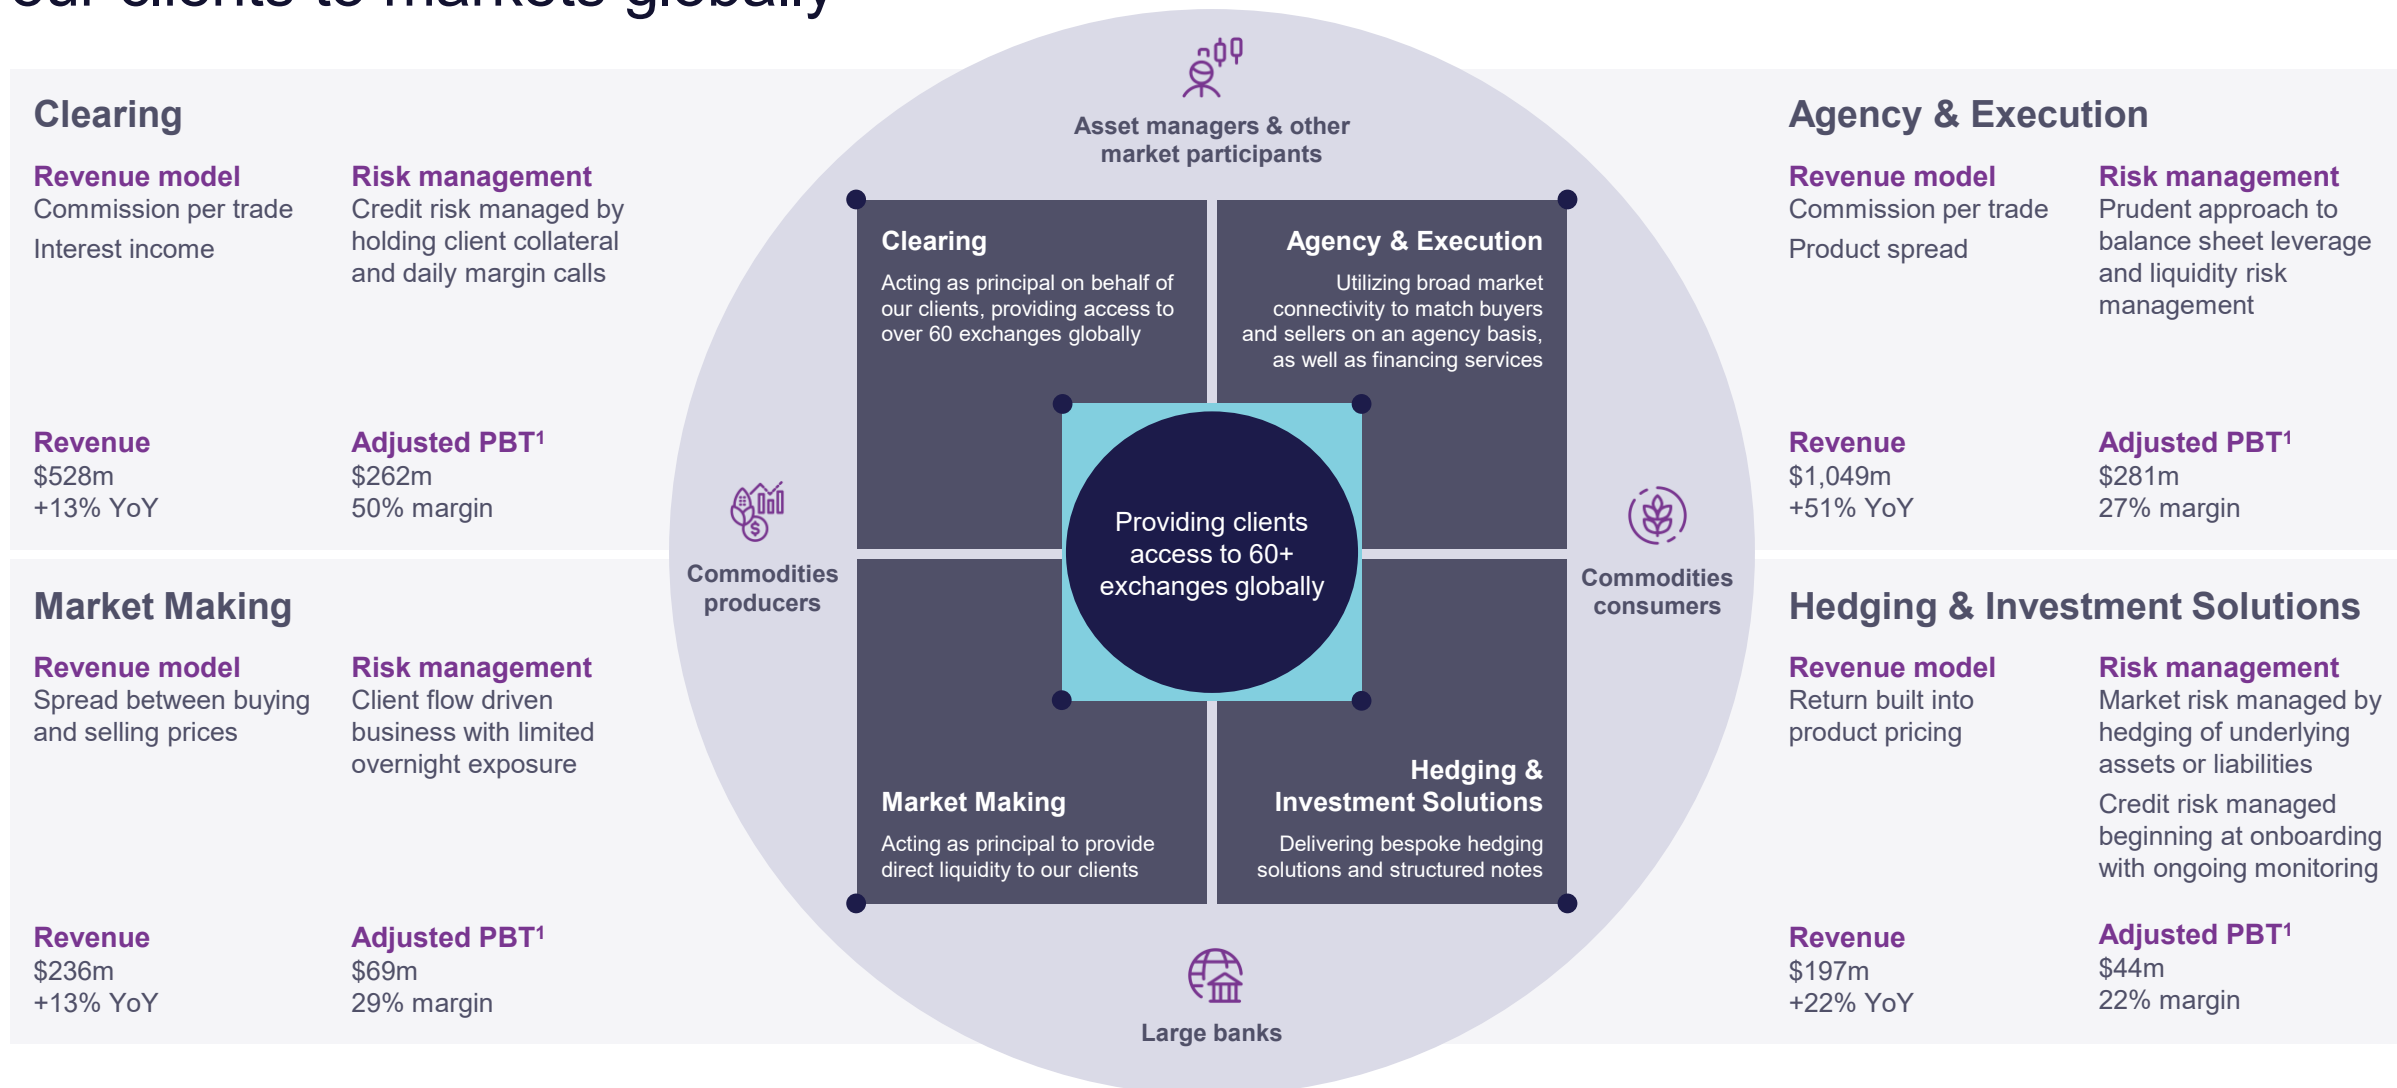 our clients to markets globally
Clearing
Revenue model
Commission per trade
Interest income
Risk management
Credit risk managed by
holding client collateral
and daily margin calls
Revenue
$528m
+13% YoY
Adjusted PBT¹
$262m
50% margin
Market Making
Revenue model
Spread between buying
and selling prices
Risk management
Client flow driven
business with limited
overnight exposure
Revenue
$236m
+13% YoY
Adjusted PBT¹
$69m
29% margin
Asset managers & other
market participants
Commodities
producers
Clearing
Acting as principal on behalf of
our clients, providing access to
over 60 exchanges globally
Agency & Execution
Utilizing broad market
connectivity to match buyers
and sellers on an agency basis,
as well as financing services
Providing clients
access to 60+
exchanges globally
Market Making
Acting as principal to provide
direct liquidity to our clients
Hedging &
Investment Solutions
Delivering bespoke hedging
solutions and structured notes
Commodities
consumers
Large banks
Agency & Execution
Revenue model
Commission per trade
Product spread
Risk management
Prudent approach to
balance sheet leverage
and liquidity risk
management
Revenue
$1,049m
+51% YoY
Adjusted PBT¹
$281m
27% margin
Hedging & Investment Solutions
Revenue model
Return built into
product pricing
Risk management
Market risk managed by
hedging of underlying
assets or liabilities
Credit risk managed
beginning at onboarding
with ongoing monitoring
Revenue
$197m
+22% YoY
Adjusted PBT¹
$44m
22% margin